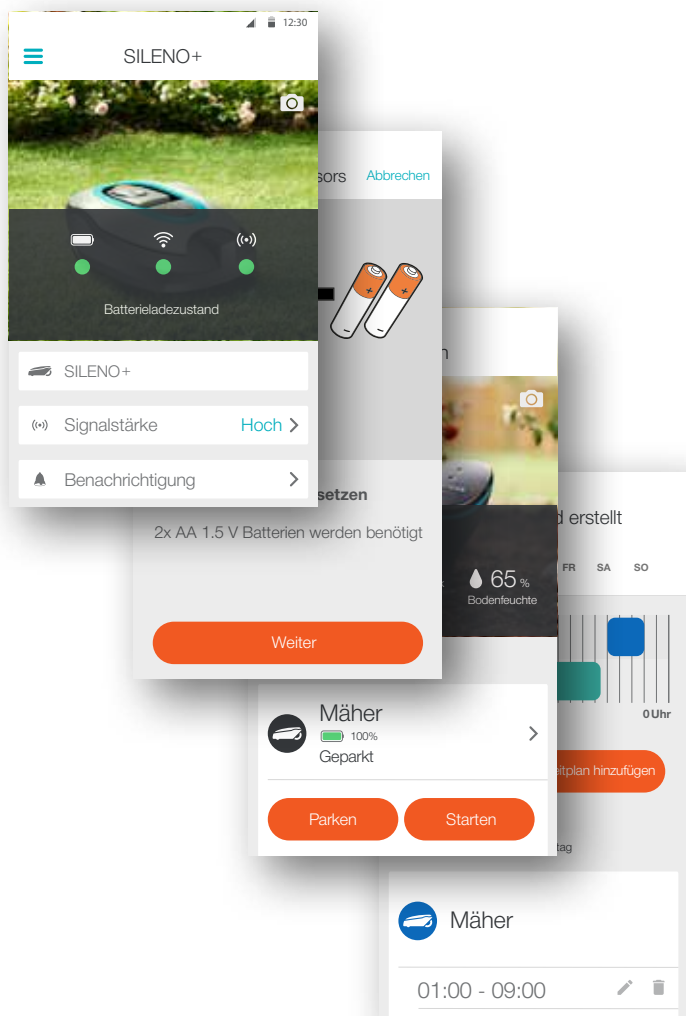 12:30
SILENO+
Batterieladezustand
SILENO+
Signalstärke Hoch
Benachrichtigung
sors Abbrechen
setzen
2x AA 1.5 V Batterien werden benötigt
Weiter
n
65 %
Bodenfeuchte
Mäher
100%
Geparkt
Parken Starten
d erstellt
FR SA SO
0 Uhr
itplan hinzufügen
tag
Mäher
01:00 - 09:00